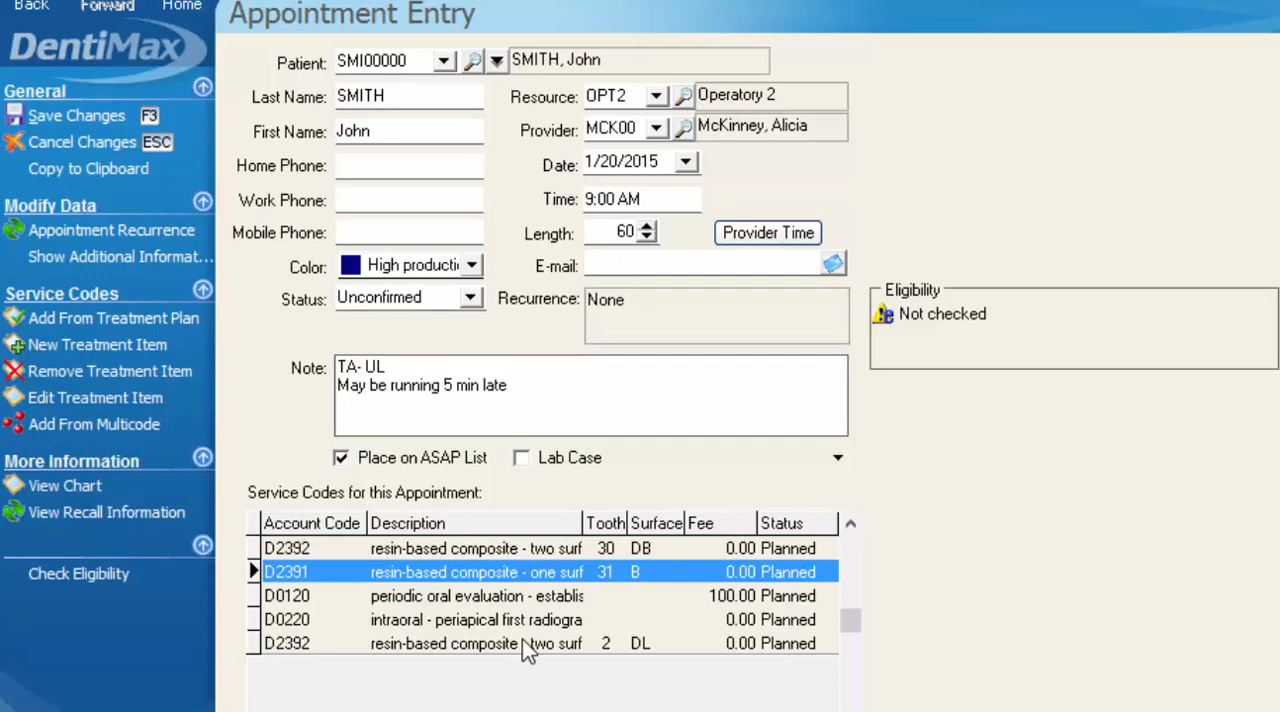 Back Forward Home
DentiMax
General
Save Changes F3
Cancel Changes ESC
Copy to Clipboard
Modify Data
Appointment Recurrence
Show Additional Informat...
Service Codes
Add From Treatment Plan
New Treatment Item
Remove Treatment Item
Edit Treatment Item
Add From Multicode
More Information
View Chart
View Recall Information
Check Eligibility
Appointment Entry
Patient: SMI00000 SMITH, John
Last Name: SMITH
Resource: OPT2 Operatory 2
First Name: John
Provider: MCK00 McKinney, Alicia
Home Phone:
Date: 1/20/2015
Work Phone:
Time: 9:00 AM
Mobile Phone:
Length: 60 Provider Time
Color: High producti
E-mail:
Status: Unconfirmed
Recurrence: None
Eligibility
Not checked
Note: TA- UL
May be running 5 min late
Place on ASAP List Lab Case
Service Codes for this Appointment:
Account Code Description Tooth Surface Fee Status
D2392 resin-based composite - two surf 30 DB 0.00 Planned
D2391 resin-based composite - one surf 31 B 0.00 Planned
D0120 periodic oral evaluation - establis 100.00 Planned
D0220 intraoral - periapical first radiogra 0.00 Planned
D2392 resin-based composite - two surf 2 DL 0.00 Planned